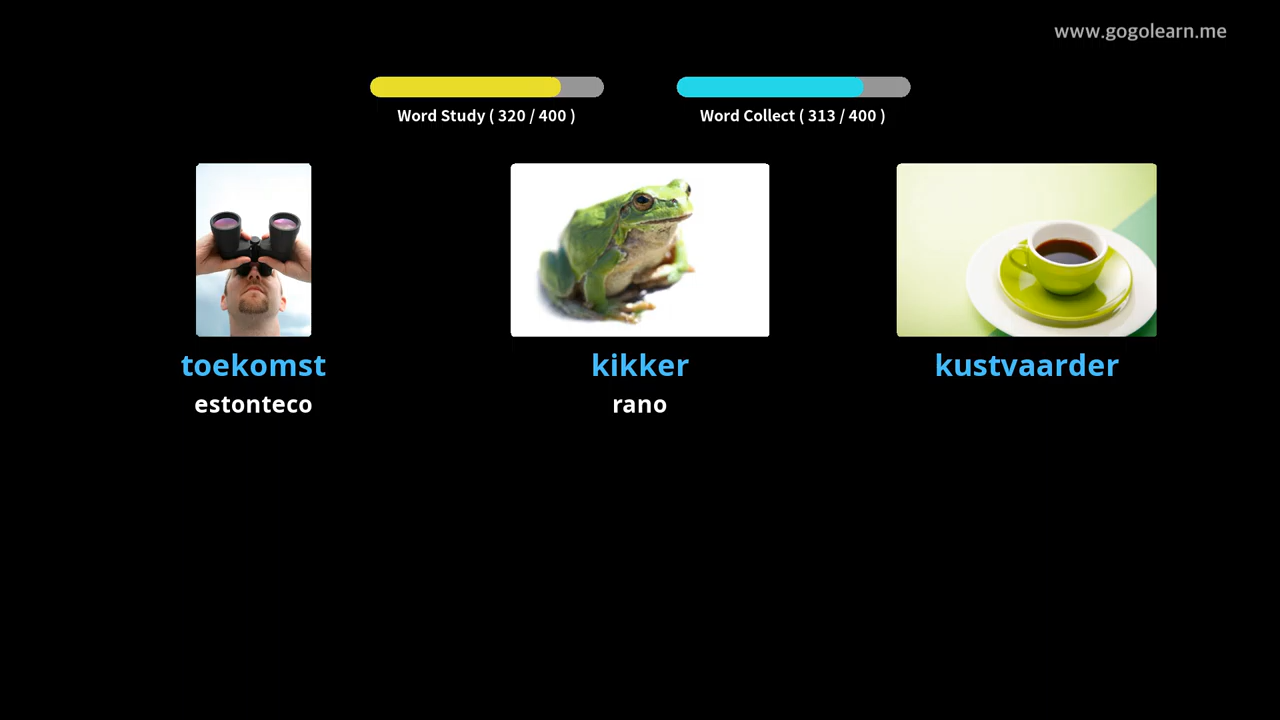 www.gogolearn.me
Word Study ( 320 / 400 )
Word Collect ( 313 / 400 )
toekomst
kikker
kustvaarder
estonteco
rano